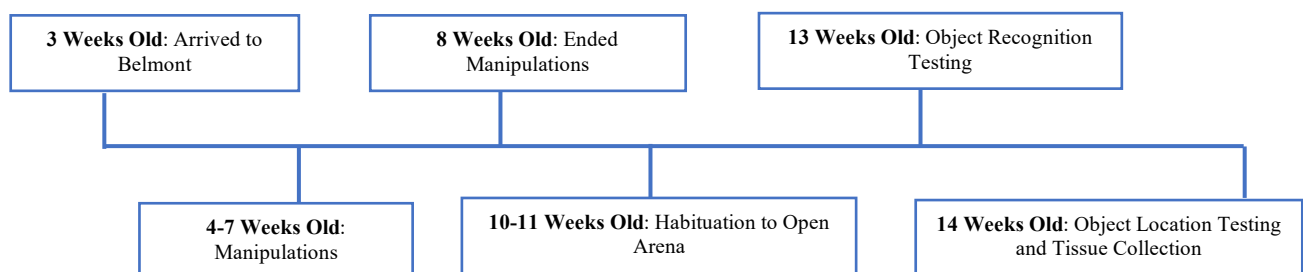 3 Weeks Old: Arrived to
Belmont
8 Weeks Old: Ended
Manipulations
13 Weeks Old: Object Recognition
Testing
4-7 Weeks Old:
Manipulations
10-11 Weeks Old: Habituation to Open
Arena
14 Weeks Old: Object Location Testing
and Tissue Collection